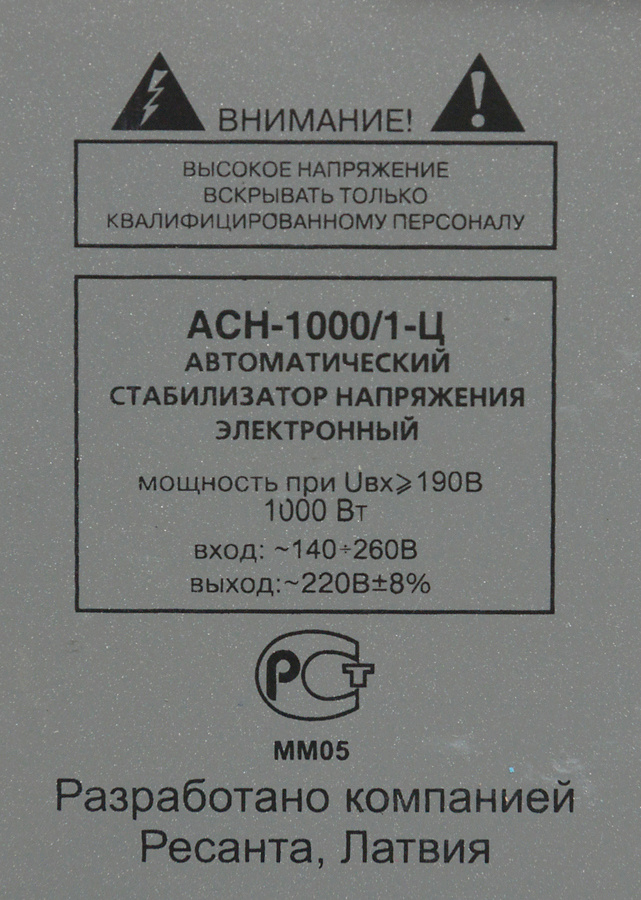 ВНИМАНИЕ!
ВЫСОКОЕ НАПРЯЖЕНИЕ
ВСКРЫВАТЬ ТОЛЬКО
КВАЛИФИЦИРОВАННОМУ ПЕРСОНАЛУ
АСН-1000/1-Ц
АВТОМАТИЧЕСКИЙ
СТАБИЛИЗАТОР НАПРЯЖЕНИЯ
ЭЛЕКТРОННЫЙ
мощность при Uвх⩾190В
1000 Вт
вход: ~140÷260В
выход:~220В±8%
РСТ
ММ05
Разработано компанией
Ресанта, Латвия